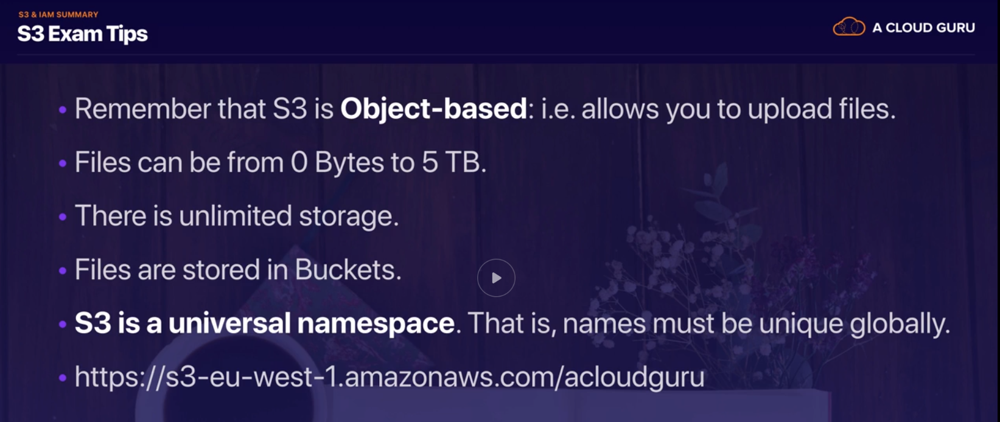 S3 & IAM SUMMARY
S3 Exam Tips
A CLOUD GURU
• Remember that S3 is Object-based: i.e. allows you to upload files.
• Files can be from 0 Bytes to 5 TB.
• There is unlimited storage.
• Files are stored in Buckets.
• S3 is a universal namespace. That is, names must be unique globally.
• https://s3-eu-west-1.amazonaws.com/acloudguru